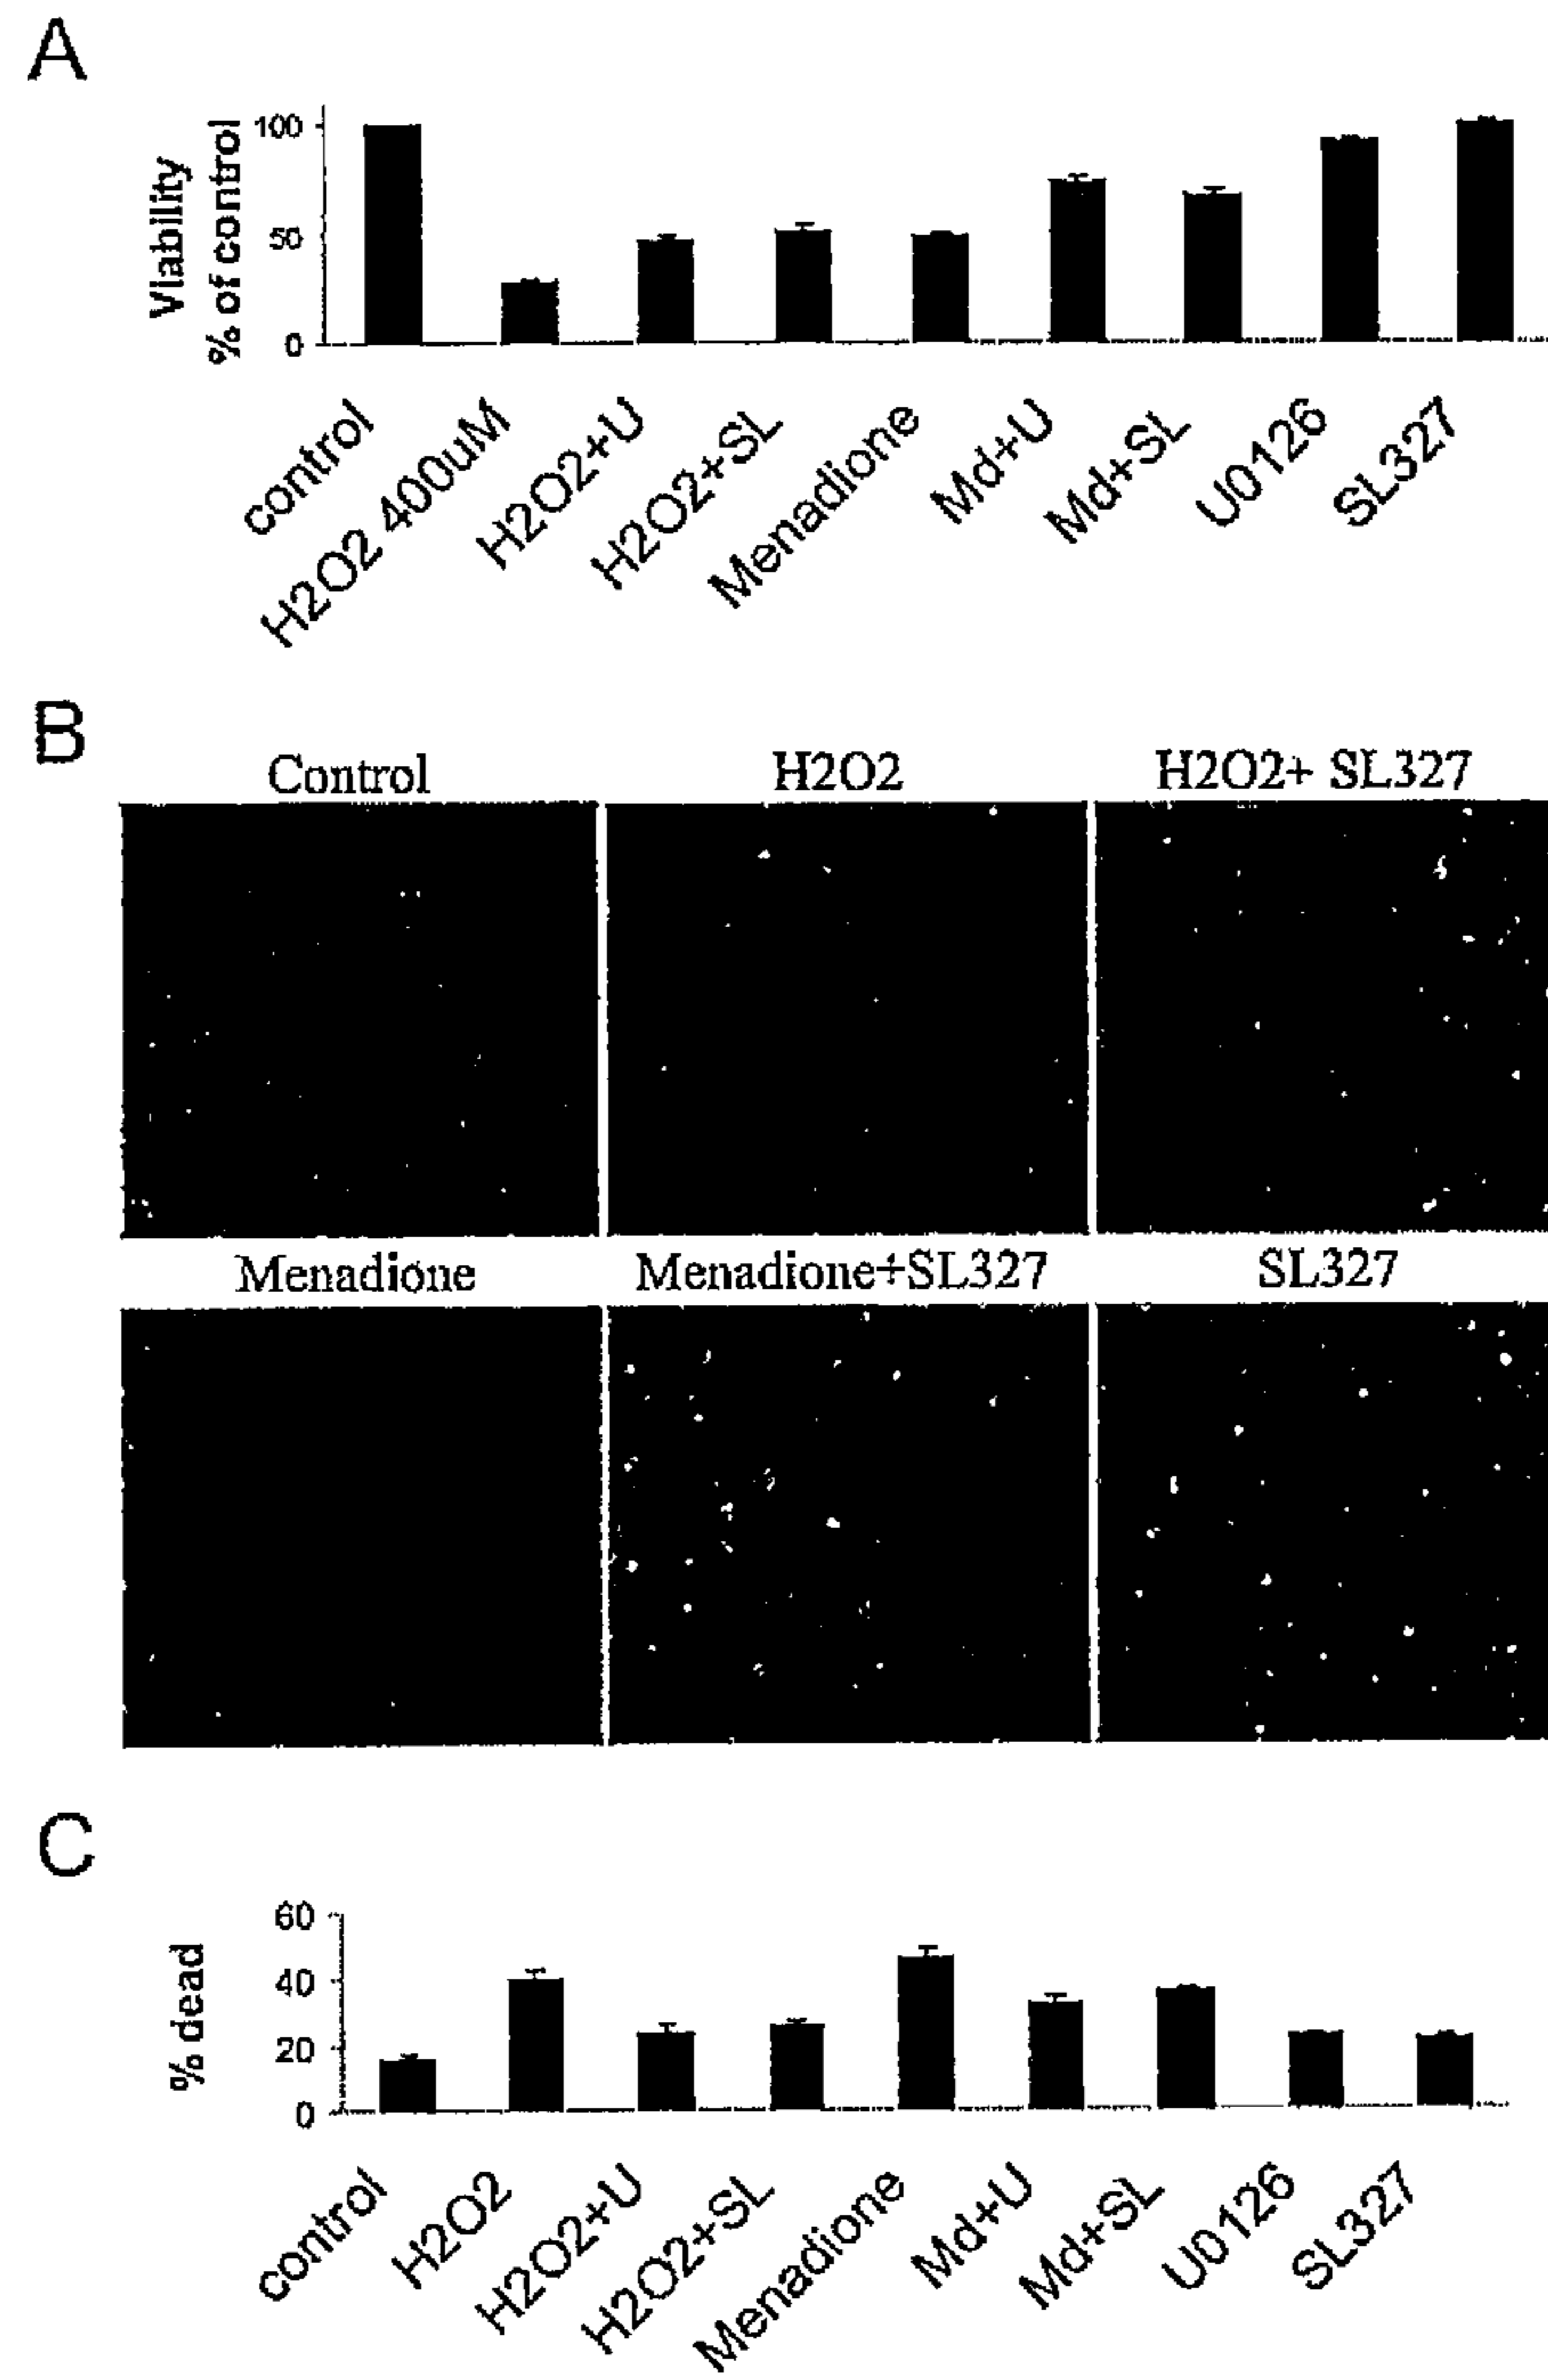 A
Viability
% of control
100
50
0
control
H2O2 400uM
H2O2+U
H2O2+SL
Menadione
Md+U
Md+SL
U0126
SL327
B
Control
H2O2
H2O2+ SL327
Menadione
Menadione+SL327
SL327
C
% dead
60
40
20
0
control
H2O2
H2O2+U
H2O2+SL
Menadione
Md+U
Md+SL
U0126
SL327